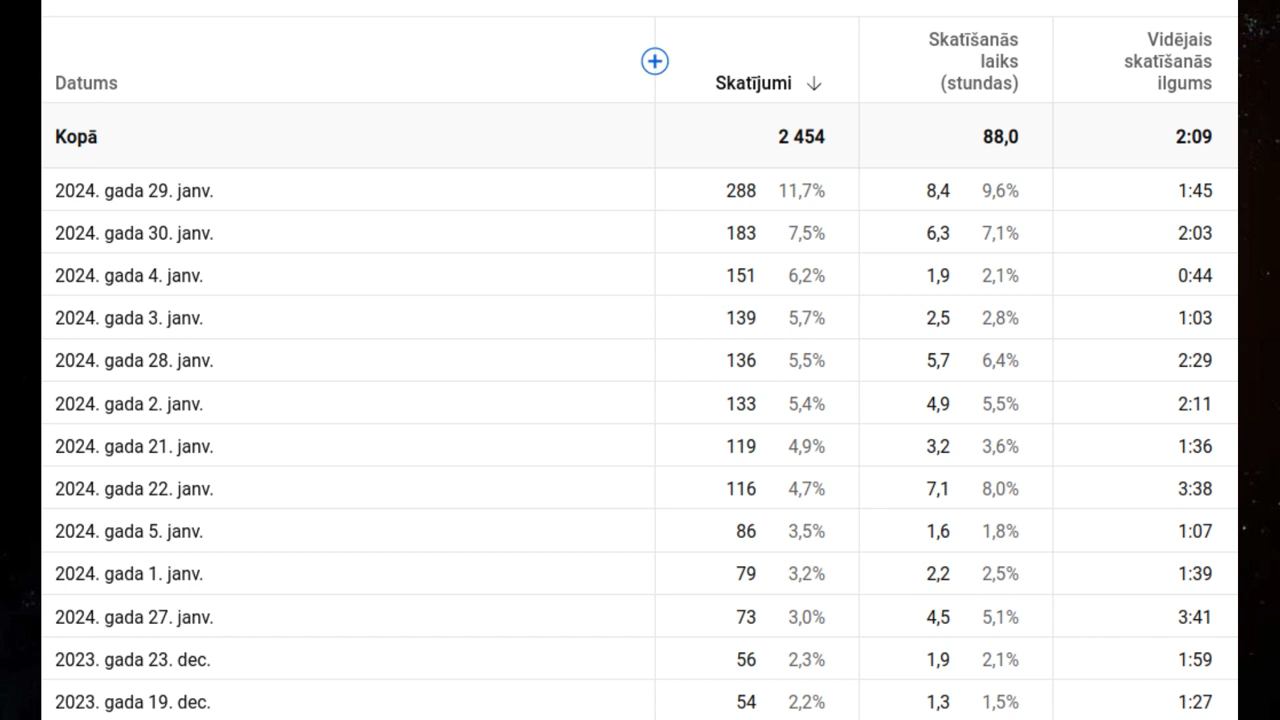 Datums Skatījumi Skatīšanās laiks (stundas) Vidējais skatīšanās ilgums
Kopā 2 454 88,0 2:09
2024. gada 29. janv. 288 11,7% 8,4 9,6% 1:45
2024. gada 30. janv. 183 7,5% 6,3 7,1% 2:03
2024. gada 4. janv. 151 6,2% 1,9 2,1% 0:44
2024. gada 3. janv. 139 5,7% 2,5 2,8% 1:03
2024. gada 28. janv. 136 5,5% 5,7 6,4% 2:29
2024. gada 2. janv. 133 5,4% 4,9 5,5% 2:11
2024. gada 21. janv. 119 4,9% 3,2 3,6% 1:36
2024. gada 22. janv. 116 4,7% 7,1 8,0% 3:38
2024. gada 5. janv. 86 3,5% 1,6 1,8% 1:07
2024. gada 1. janv. 79 3,2% 2,2 2,5% 1:39
2024. gada 27. janv. 73 3,0% 4,5 5,1% 3:41
2023. gada 23. dec. 56 2,3% 1,9 2,1% 1:59
2023. gada 19. dec. 54 2,2% 1,3 1,5% 1:27